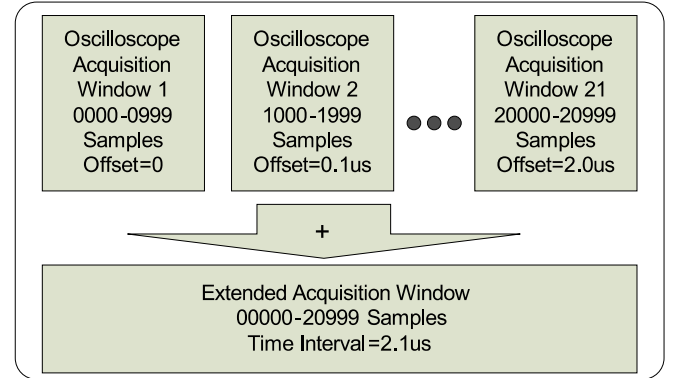 Oscilloscope
Acquisition
Window 1
0000-0999
Samples
Offset=0
Oscilloscope
Acquisition
Window 2
1000-1999
Samples
Offset=0.1us
Oscilloscope
Acquisition
Window 21
20000-20999
Samples
Offset=2.0us
+
Extended Acquisition Window
00000-20999 Samples
Time Interval=2.1us